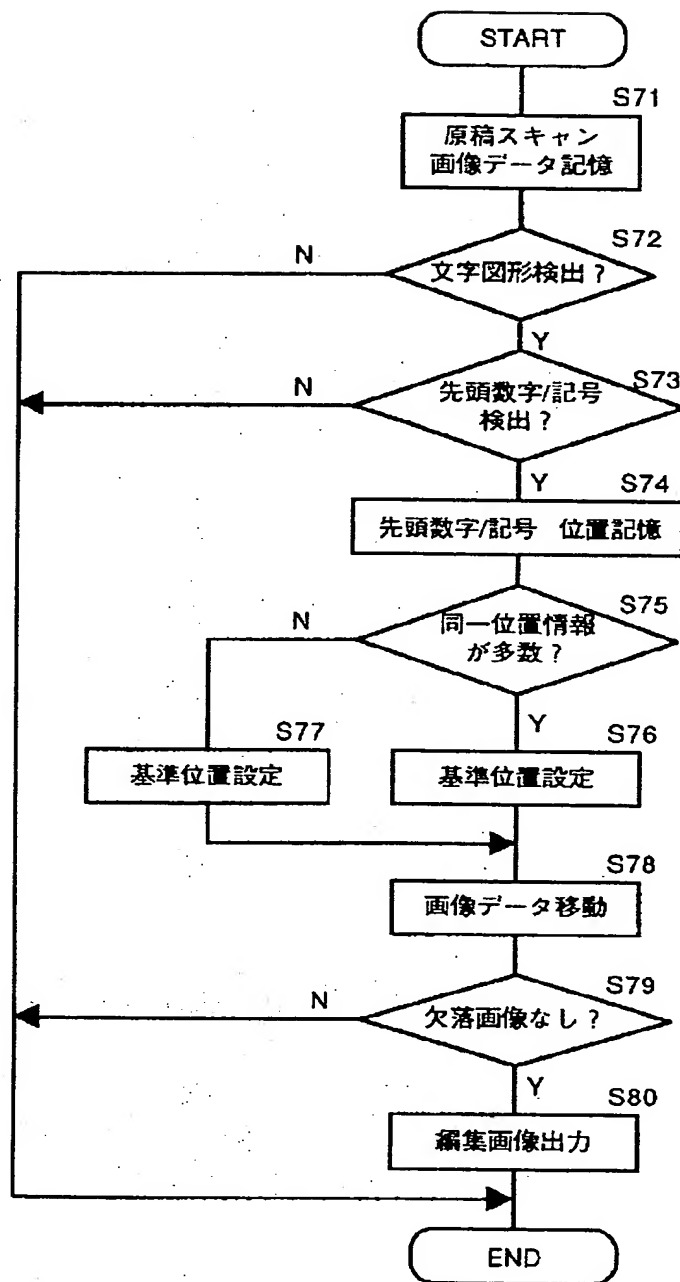 START
S71
原稿スキャン
画像データ記憶
S72
N
文字図形検出?
Y
S73
N
先頭数字/記号
検出?
Y
S74
先頭数字/記号 位置記憶
S75
N
同一位置情報
が多数?
Y
S77
S76
基準位置設定
基準位置設定
S78
画像データ移動
S79
N
欠落画像なし?
Y
S80
編集画像出力
END